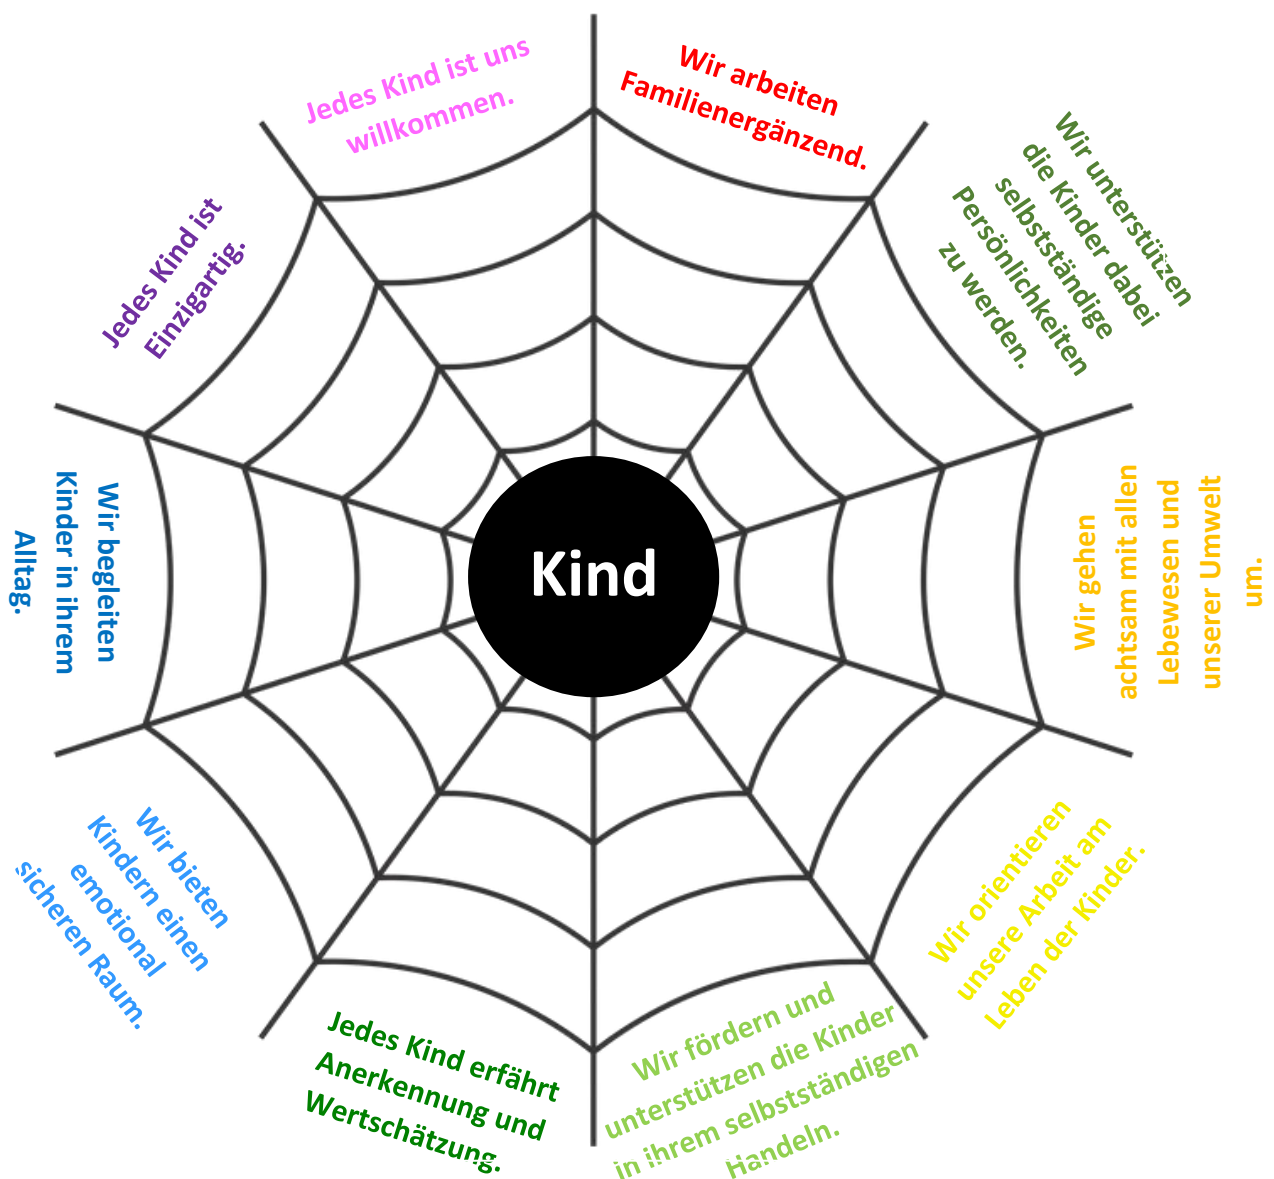 Jedes Kind ist uns
willkommen.
Wir arbeiten
Familienergänzend.
Wir unterstützen
die Kinder dabei
selbstständige
Persönlichkeiten
zu werden.
Wir gehen
achtsam mit allen
Lebewesen und
unserer Umwelt
um.
Wir orientieren
unsere Arbeit am
Leben der Kinder.
Wir fördern und
unterstützen die Kinder
in ihrem selbstständigen
Handeln.
Jedes Kind erfährt
Anerkennung und
Wertschätzung.
Wir bieten
Kindern einen
emotional
sicheren Raum.
Wir begleiten
Kinder in ihrem
Alltag.
Jedes Kind ist
Einzigartig.
Kind